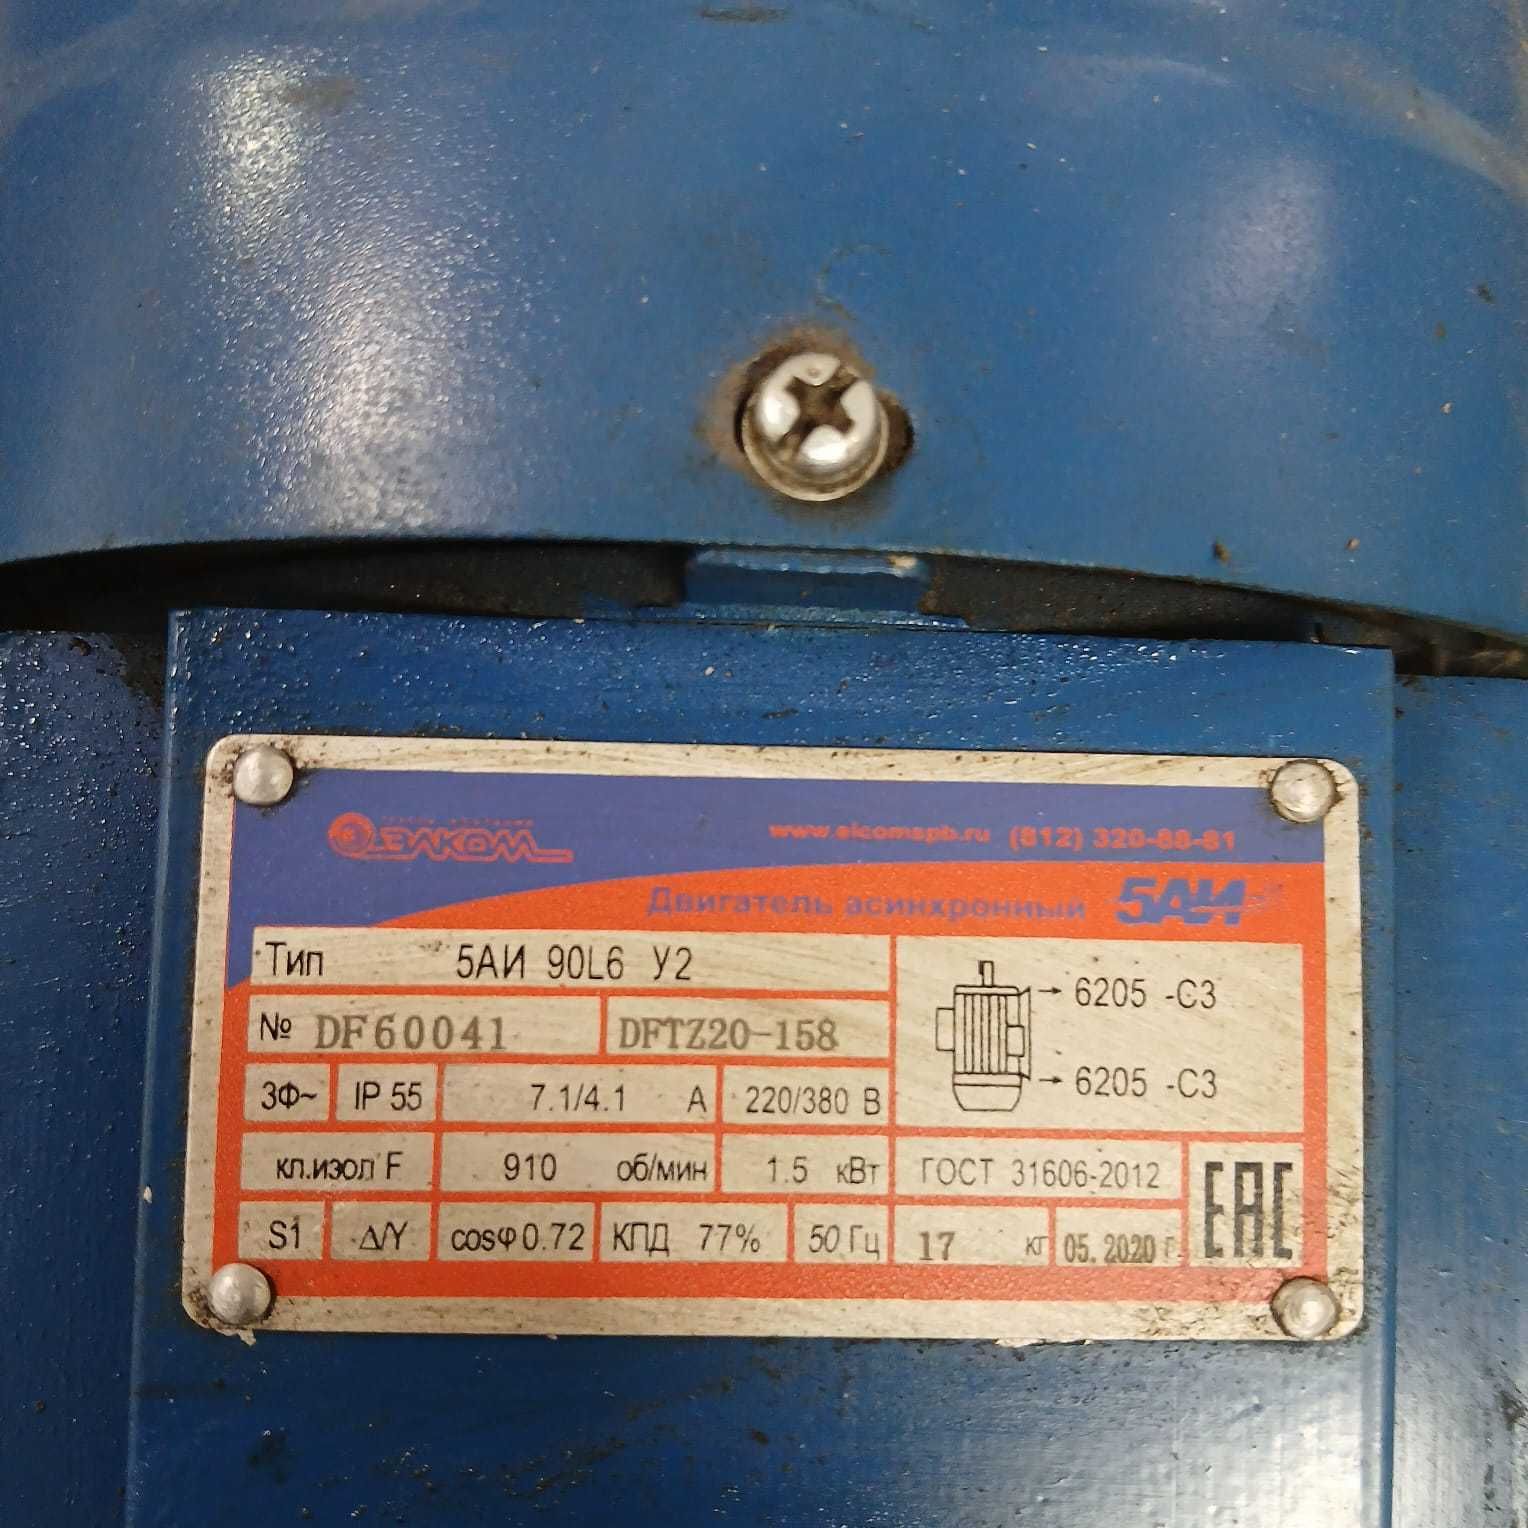 ЭЛКОМ
www.elcomspb.ru (812) 320-88-81
Двигатель асинхронный 5АИ
Тип 5АИ 90L6 У2
№ DF60041 DFTZ20-158
6205 -C3
6205 -C3
3Ф~ IP 55 7.1/4.1 А 220/380 В
кл.изол F 910 об/мин 1.5 кВт ГОСТ 31606-2012
S1 Δ/Y cosφ 0.72 КПД 77% 50 Гц 17 кг 05.2020 г.
EAC